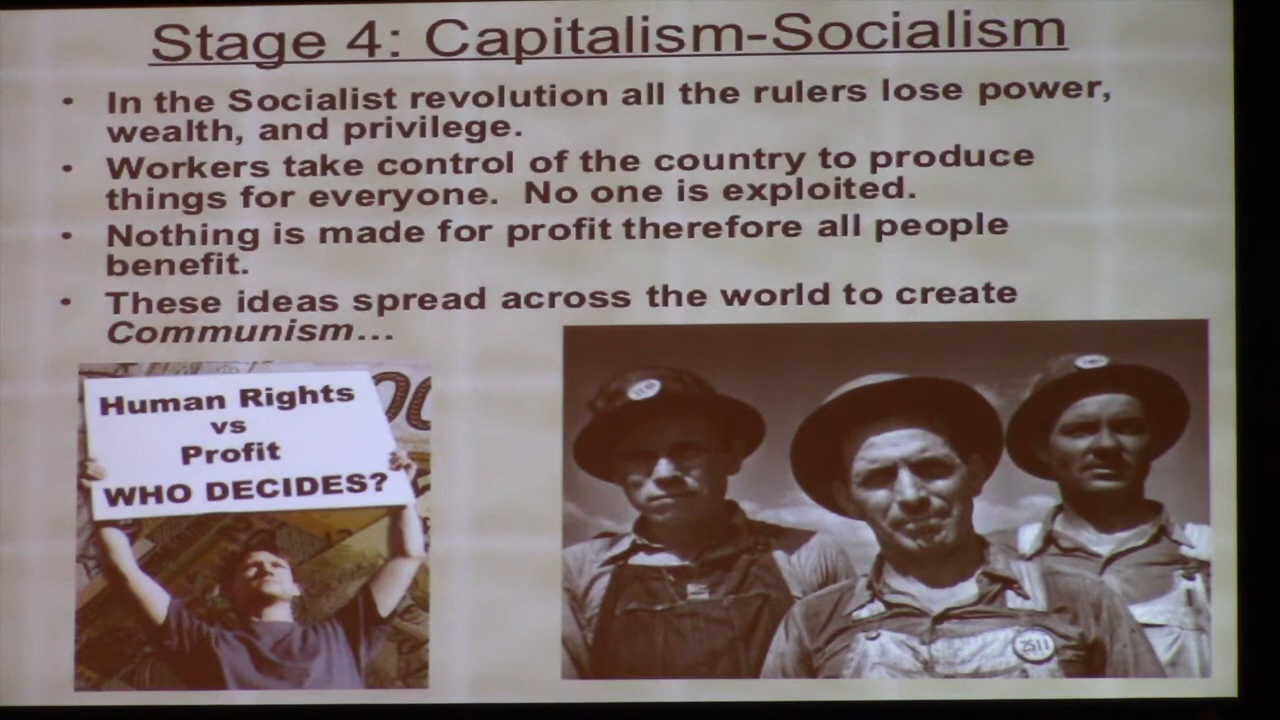 Stage 4: Capitalism-Socialism
• In the Socialist revolution all the rulers lose power,
wealth, and privilege.
• Workers take control of the country to produce
things for everyone.  No one is exploited.
• Nothing is made for profit therefore all people
benefit.
• These ideas spread across the world to create
Communism...
Human Rights
vs
Profit
WHO DECIDES?
2511